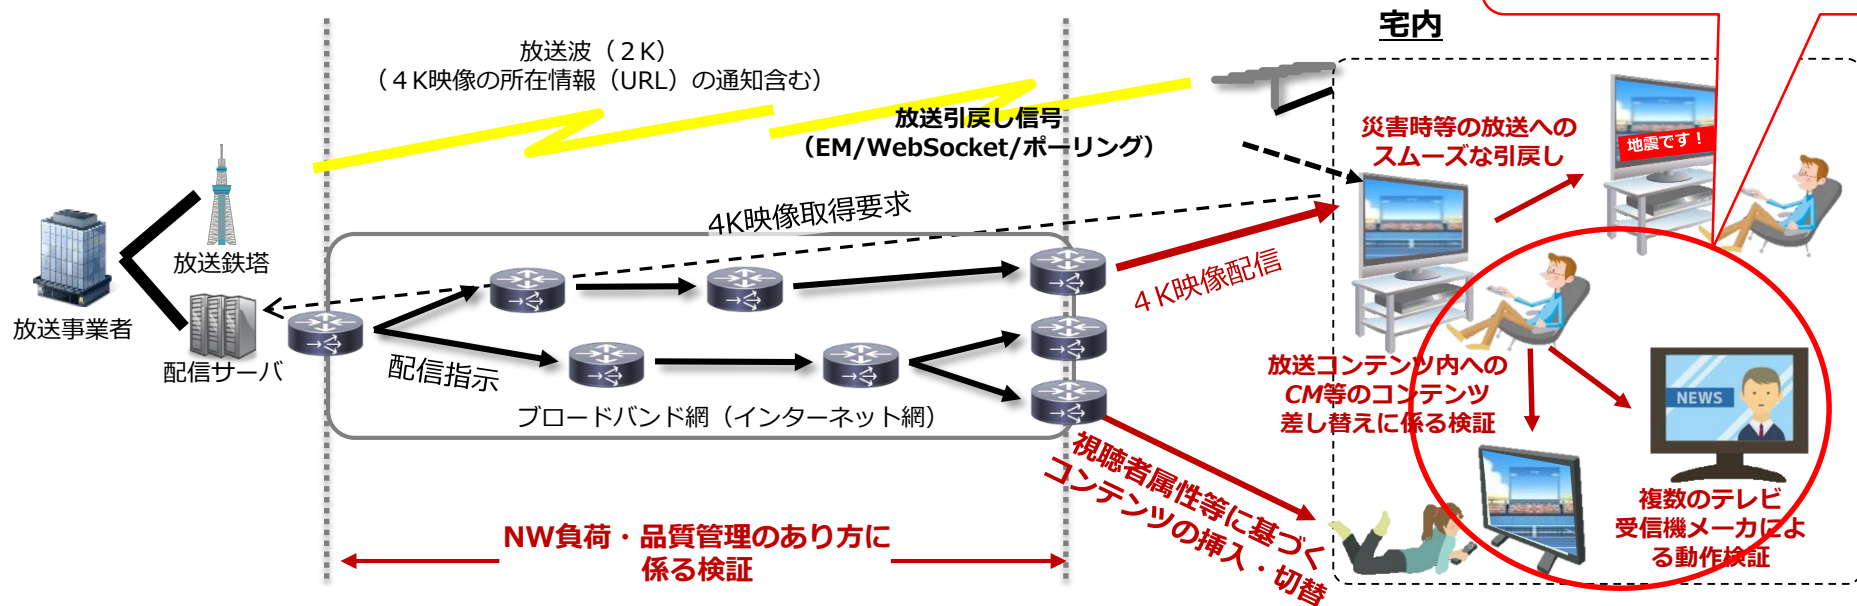 宅内
放送波（２K）
（４K映像の所在情報（URL）の通知含む）
放送引戻し信号
（EM/WebSocket/ポーリング）
災害時等の放送への
スムーズな引戻し
地震です！
4K映像取得要求
放送鉄塔
放送事業者
配信サーバ
４K映像配信
配信指示
ブロードバンド網（インターネット網）
放送コンテンツ内への
CM等のコンテンツ
差し替えに係る検証
NEWS
視聴者属性等に基づく
コンテンツの挿入・切替
複数のテレビ
受信機メーカによ
る動作検証
NW負荷・品質管理のあり方に
係る検証